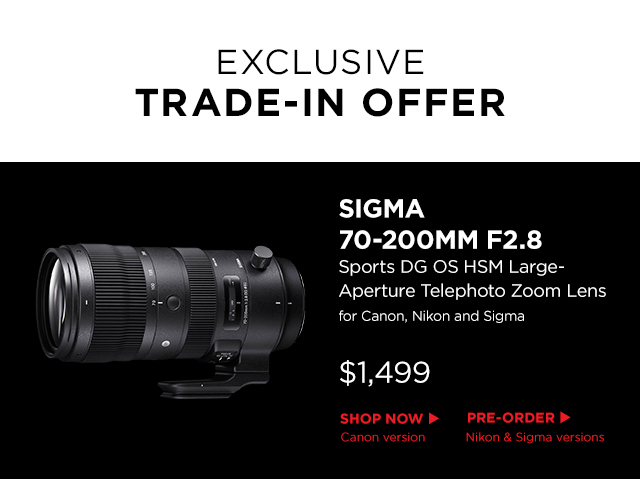 EXCLUSIVE
TRADE-IN OFFER
SIGMA
70-200MM F2.8
Sports DG OS HSM Large-
Aperture Telephoto Zoom Lens
for Canon, Nikon and Sigma
$1,499
SHOP NOW ▶ PRE-ORDER ▶
Canon version Nikon & Sigma versions